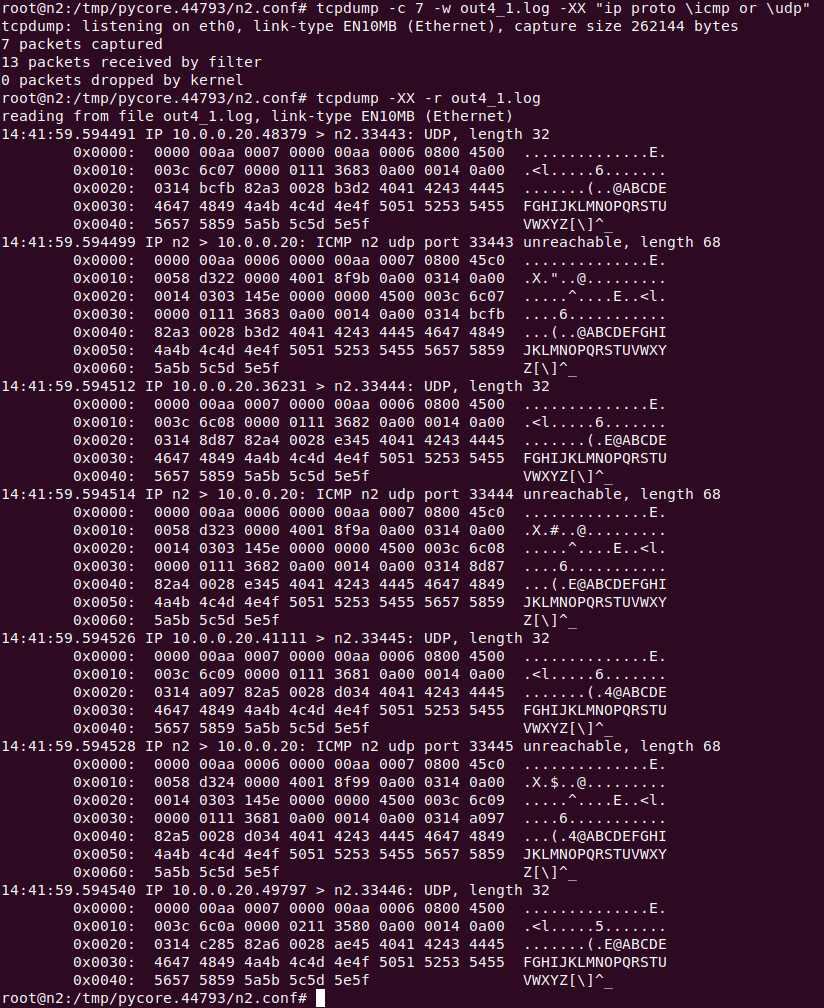 root@n2:/tmp/pycore.44793/n2.conf# tcpdump -c 7 -w out4_1.log -XX "ip proto \icmp or \udp"
tcpdump: listening on eth0, link-type EN10MB (Ethernet), capture size 262144 bytes
7 packets captured
13 packets received by filter
0 packets dropped by kernel
root@n2:/tmp/pycore.44793/n2.conf# tcpdump -XX -r out4_1.log
reading from file out4_1.log, link-type EN10MB (Ethernet)
14:41:59.594491 IP 10.0.0.20.48379 > n2.33443: UDP, length 32
0x0000:  0000 00aa 0007 0000 00aa 0006 0800 4500  ..............E.
0x0010:  003c 6c07 0000 0111 3683 0a00 0014 0a00  .<l.....6.......
0x0020:  0314 bcfb 82a3 0028 b3d2 4041 4243 4445  .......(..@ABCDE
0x0030:  4647 4849 4a4b 4c4d 4e4f 5051 5253 5455  FGHIJKLMNOPQRSTU
0x0040:  5657 5859 5a5b 5c5d 5e5f  VWXYZ[\]^_
14:41:59.594499 IP n2 > 10.0.0.20: ICMP n2 udp port 33443 unreachable, length 68
0x0000:  0000 00aa 0006 0000 00aa 0007 0800 45c0  ..............E.
0x0010:  0058 d322 0000 4001 8f9b 0a00 0314 0a00  .X."..@.........
0x0020:  0014 0303 145e 0000 0000 4500 003c 6c07  .....^....E..<l.
0x0030:  0000 0111 3683 0a00 0014 0a00 0314 bcfb  ....6...........
0x0040:  82a3 0028 b3d2 4041 4243 4445 4647 4849  ...(..@ABCDEFGHI
0x0050:  4a4b 4c4d 4e4f 5051 5253 5455 5657 5859  JKLMNOPQRSTUVWXY
0x0060:  5a5b 5c5d 5e5f  Z[\]^_
14:41:59.594512 IP 10.0.0.20.36231 > n2.33444: UDP, length 32
0x0000:  0000 00aa 0007 0000 00aa 0006 0800 4500  ..............E.
0x0010:  003c 6c08 0000 0111 3682 0a00 0014 0a00  .<l.....6.......
0x0020:  0314 8d87 82a4 0028 e345 4041 4243 4445  .......(.E@ABCDE
0x0030:  4647 4849 4a4b 4c4d 4e4f 5051 5253 5455  FGHIJKLMNOPQRSTU
0x0040:  5657 5859 5a5b 5c5d 5e5f  VWXYZ[\]^_
14:41:59.594514 IP n2 > 10.0.0.20: ICMP n2 udp port 33444 unreachable, length 68
0x0000:  0000 00aa 0006 0000 00aa 0007 0800 45c0  ..............E.
0x0010:  0058 d323 0000 4001 8f9a 0a00 0314 0a00  .X.#..@.........
0x0020:  0014 0303 145e 0000 0000 4500 003c 6c08  .....^....E..<l.
0x0030:  0000 0111 3682 0a00 0014 0a00 0314 8d87  ....6...........
0x0040:  82a4 0028 e345 4041 4243 4445 4647 4849  ...(.E@ABCDEFGHI
0x0050:  4a4b 4c4d 4e4f 5051 5253 5455 5657 5859  JKLMNOPQRSTUVWXY
0x0060:  5a5b 5c5d 5e5f  Z[\]^_
14:41:59.594526 IP 10.0.0.20.41111 > n2.33445: UDP, length 32
0x0000:  0000 00aa 0007 0000 00aa 0006 0800 4500  ..............E.
0x0010:  003c 6c09 0000 0111 3681 0a00 0014 0a00  .<l.....6.......
0x0020:  0314 a097 82a5 0028 d034 4041 4243 4445  .......(.4@ABCDE
0x0030:  4647 4849 4a4b 4c4d 4e4f 5051 5253 5455  FGHIJKLMNOPQRSTU
0x0040:  5657 5859 5a5b 5c5d 5e5f  VWXYZ[\]^_
14:41:59.594528 IP n2 > 10.0.0.20: ICMP n2 udp port 33445 unreachable, length 68
0x0000:  0000 00aa 0006 0000 00aa 0007 0800 45c0  ..............E.
0x0010:  0058 d324 0000 4001 8f99 0a00 0314 0a00  .X.$..@.........
0x0020:  0014 0303 145e 0000 0000 4500 003c 6c09  .....^....E..<l.
0x0030:  0000 0111 3681 0a00 0014 0a00 0314 a097  ....6...........
0x0040:  82a5 0028 d034 4041 4243 4445 4647 4849  ...(.4@ABCDEFGHI
0x0050:  4a4b 4c4d 4e4f 5051 5253 5455 5657 5859  JKLMNOPQRSTUVWXY
0x0060:  5a5b 5c5d 5e5f  Z[\]^_
14:41:59.594540 IP 10.0.0.20.49797 > n2.33446: UDP, length 32
0x0000:  0000 00aa 0007 0000 00aa 0006 0800 4500  ..............E.
0x0010:  003c 6c0a 0000 0211 3580 0a00 0014 0a00  .<l.....5.......
0x0020:  0314 c285 82a6 0028 ae45 4041 4243 4445  .......(.E@ABCDE
0x0030:  4647 4849 4a4b 4c4d 4e4f 5051 5253 5455  FGHIJKLMNOPQRSTU
0x0040:  5657 5859 5a5b 5c5d 5e5f  VWXYZ[\]^_
root@n2:/tmp/pycore.44793/n2.conf#